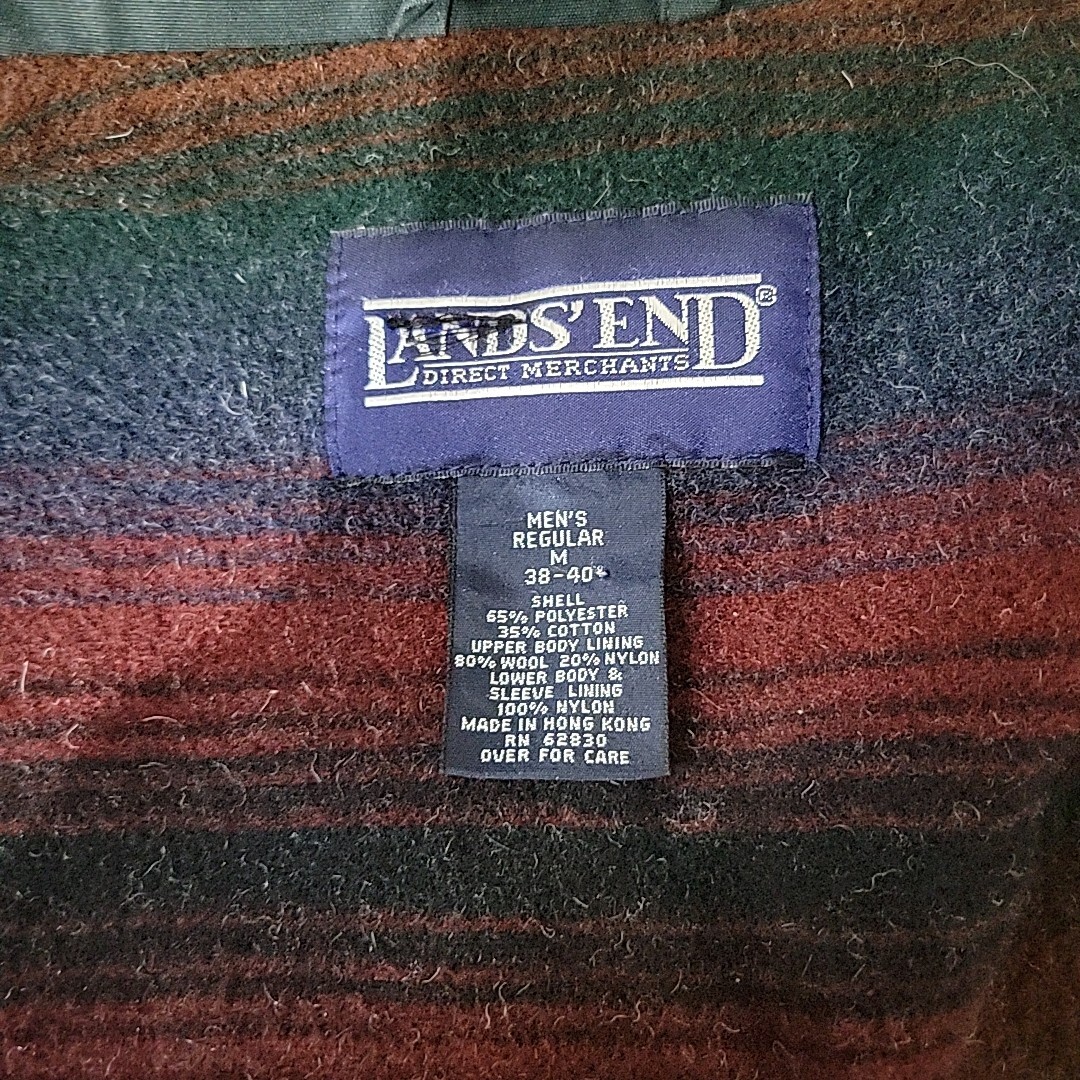 LANDS' END®
DIRECT MERCHANTS
MEN'S
REGULAR
M
38-40
SHELL
65% POLYESTER
35% COTTON
UPPER BODY LINING
80% WOOL 20% NYLON
LOWER BODY &
SLEEVE LINING
100% NYLON
MADE IN HONG KONG
RN 62830
OVER FOR CARE